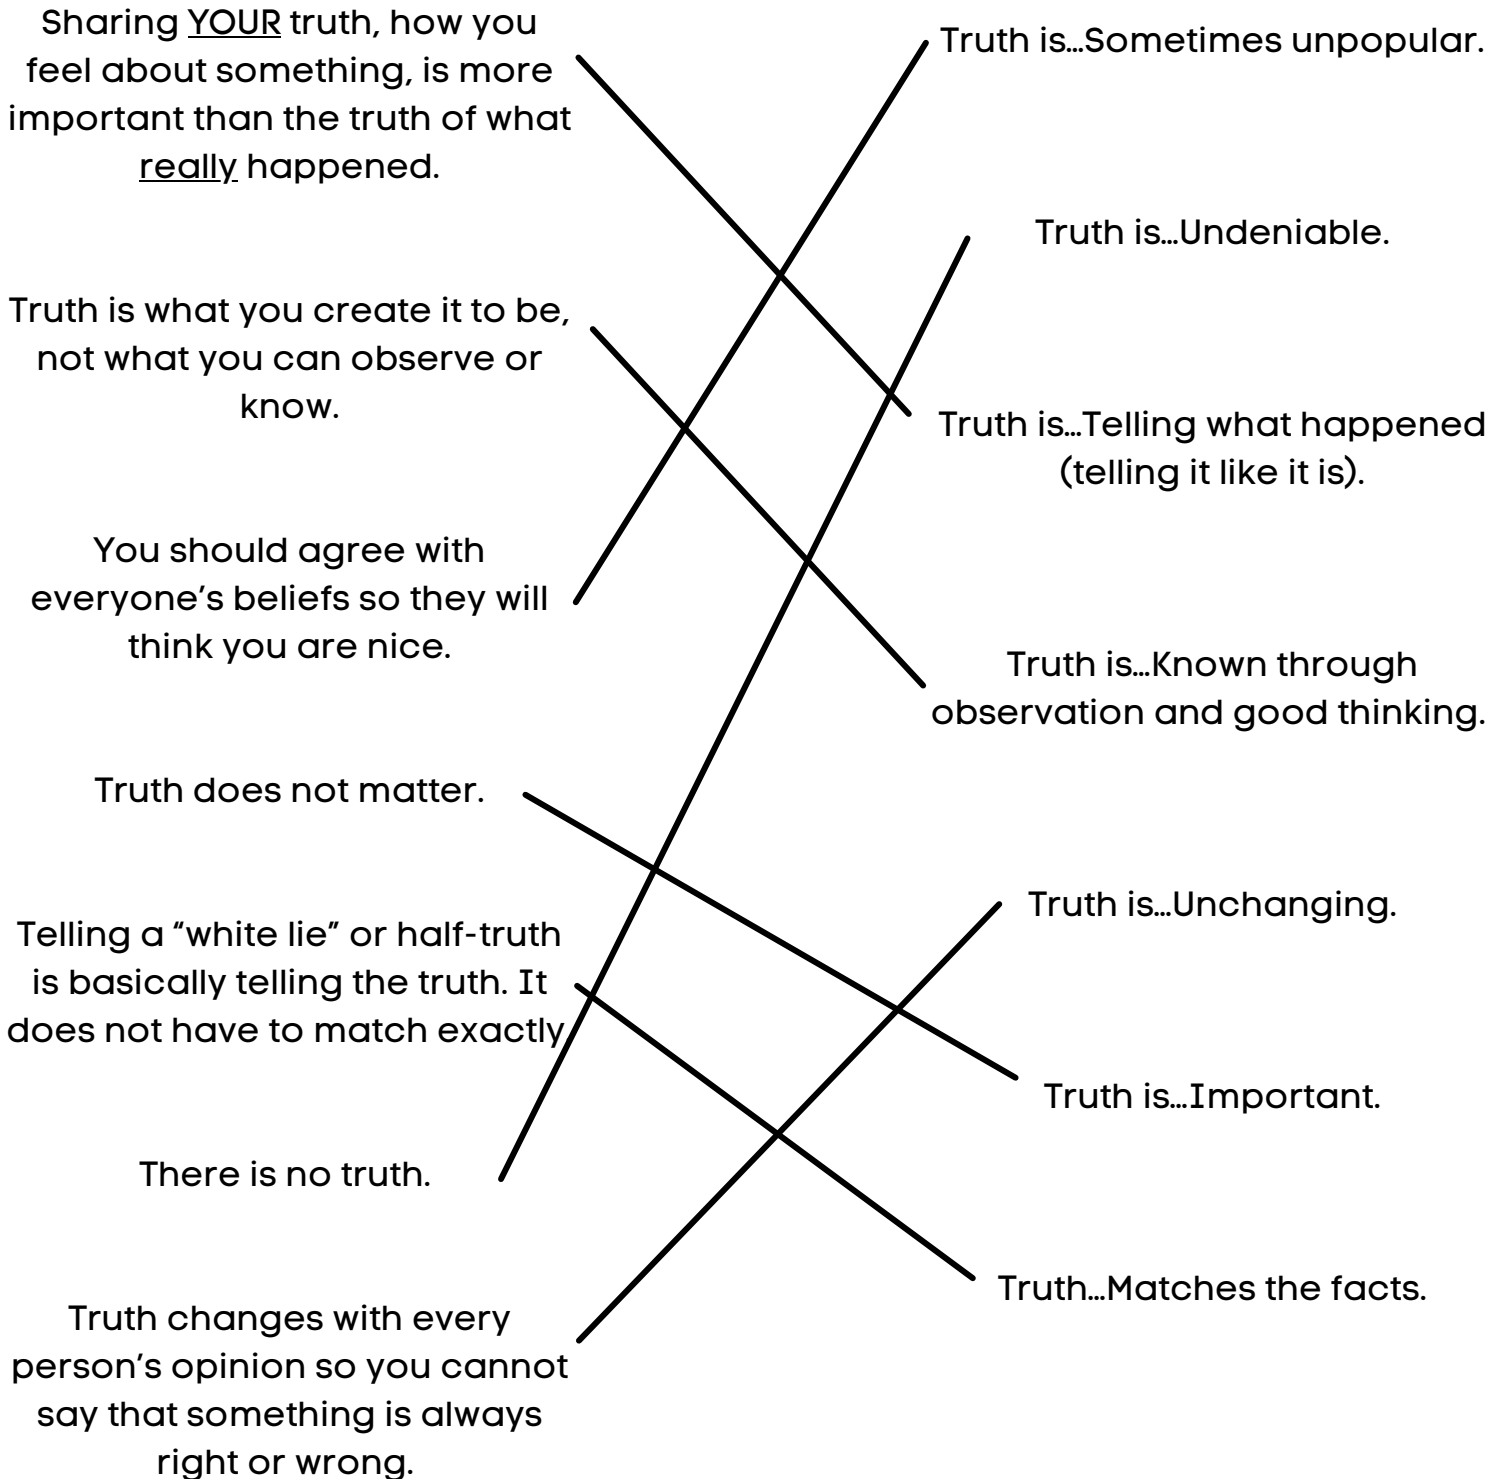 Sharing YOUR truth, how you
feel about something, is more
important than the truth of what
really happened.
Truth is what you create it to be,
not what you can observe or
know.
You should agree with
everyone's beliefs so they will
think you are nice.
Truth does not matter.
Telling a “white lie” or half-truth
is basically telling the truth. It
does not have to match exactly
There is no truth.
Truth changes with every
person's opinion so you cannot
say that something is always
right or wrong.
Truth is...Sometimes unpopular.
Truth is...Undeniable.
Truth is...Telling what happened
(telling it like it is).
Truth is...Known through
observation and good thinking.
Truth is...Unchanging.
Truth is...Important.
Truth...Matches the facts.